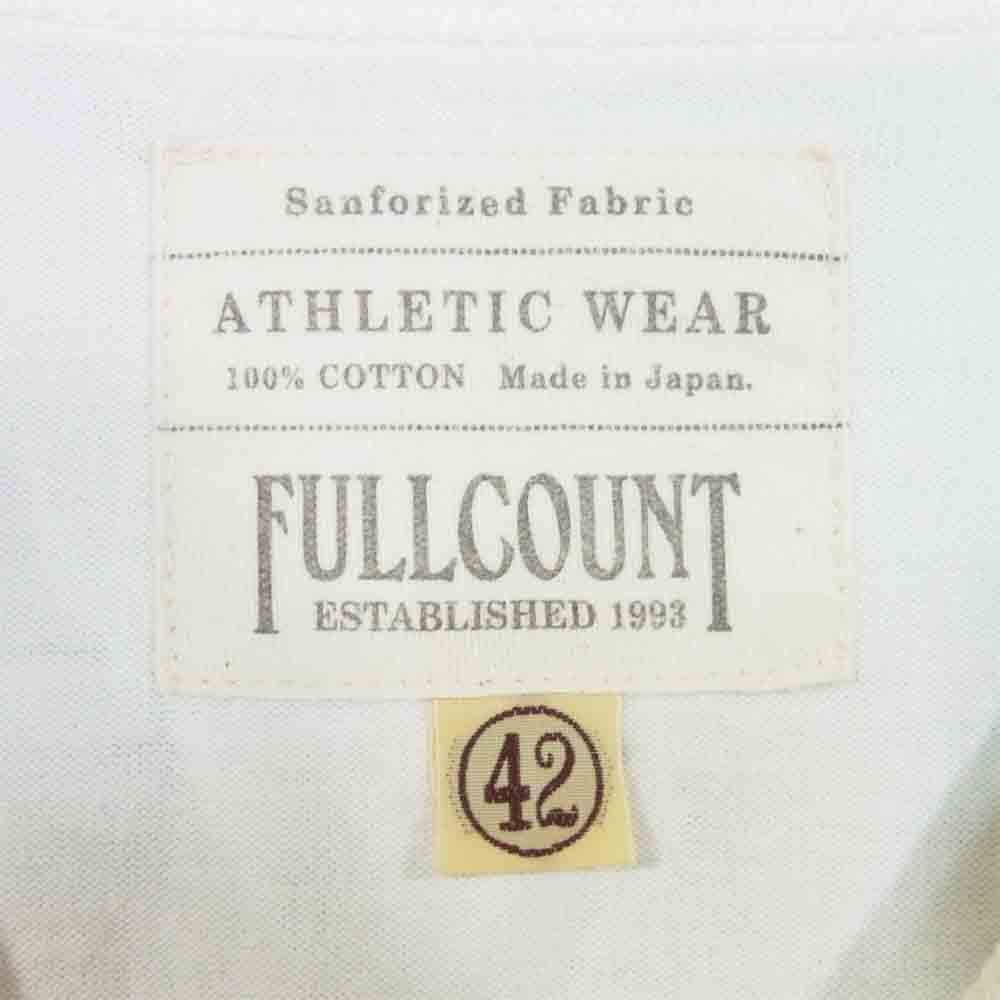 Sanforized Fabric
ATHLETIC WEAR
100% COTTON Made in Japan.
FULLCOUNT
ESTABLISHED 1993
42